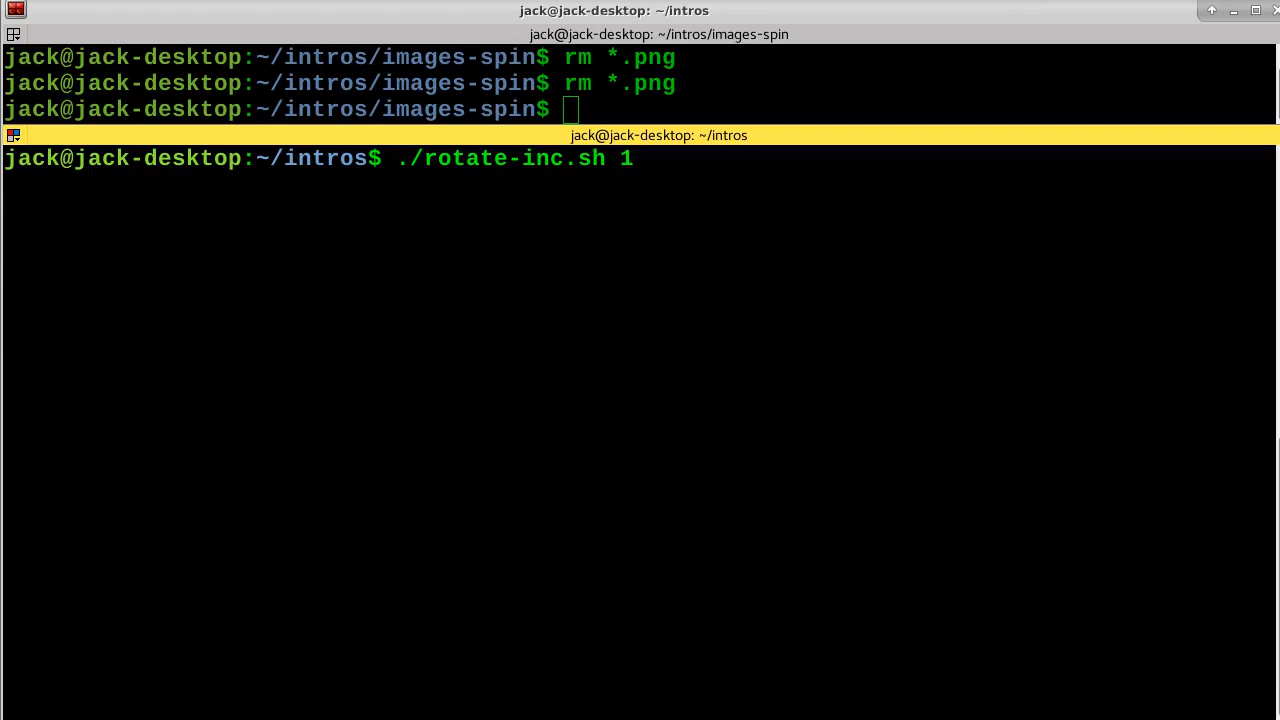 jack@jack-desktop: ~/intros
jack@jack-desktop: ~/intros/images-spin
jack@jack-desktop:~/intros/images-spin$ rm *.png
jack@jack-desktop:~/intros/images-spin$ rm *.png
jack@jack-desktop:~/intros/images-spin$
jack@jack-desktop: ~/intros
jack@jack-desktop:~/intros$ ./rotate-inc.sh 1